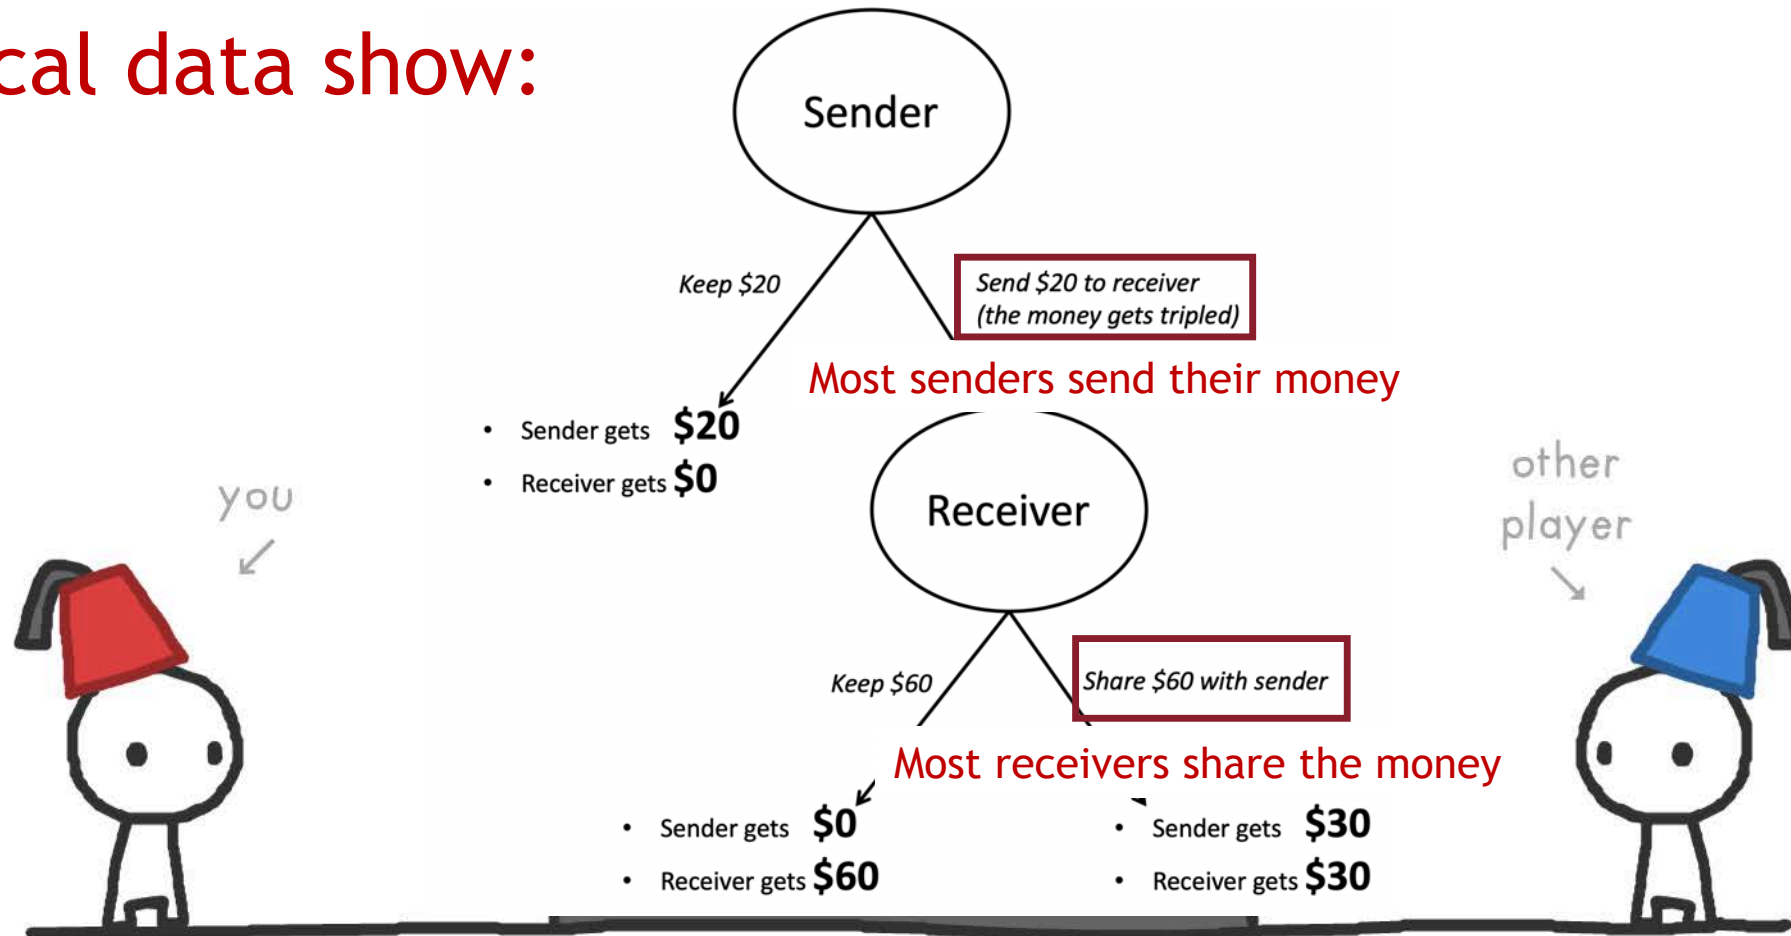 cal data show:
Sender
Keep $20
Send $20 to receiver
(the money gets tripled)
Most senders send their money
• Sender gets $20
• Receiver gets $0
you
other
player
Receiver
Keep $60
Share $60 with sender
Most receivers share the money
• Sender gets $0
• Receiver gets $60
• Sender gets $30
• Receiver gets $30